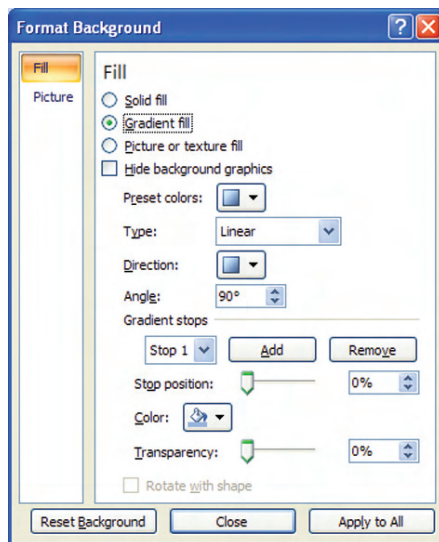 Format Background
Fill
Picture
Fill
Solid fill
Gradient fill
Picture or texture fill
Hide background graphics
Preset colors:
Type: Linear
Direction:
Angle: 90°
Gradient stops
Stop 1 Add Remove
Stop position: 0%
Color:
Transparency: 0%
Rotate with shape
Reset Background Close Apply to All